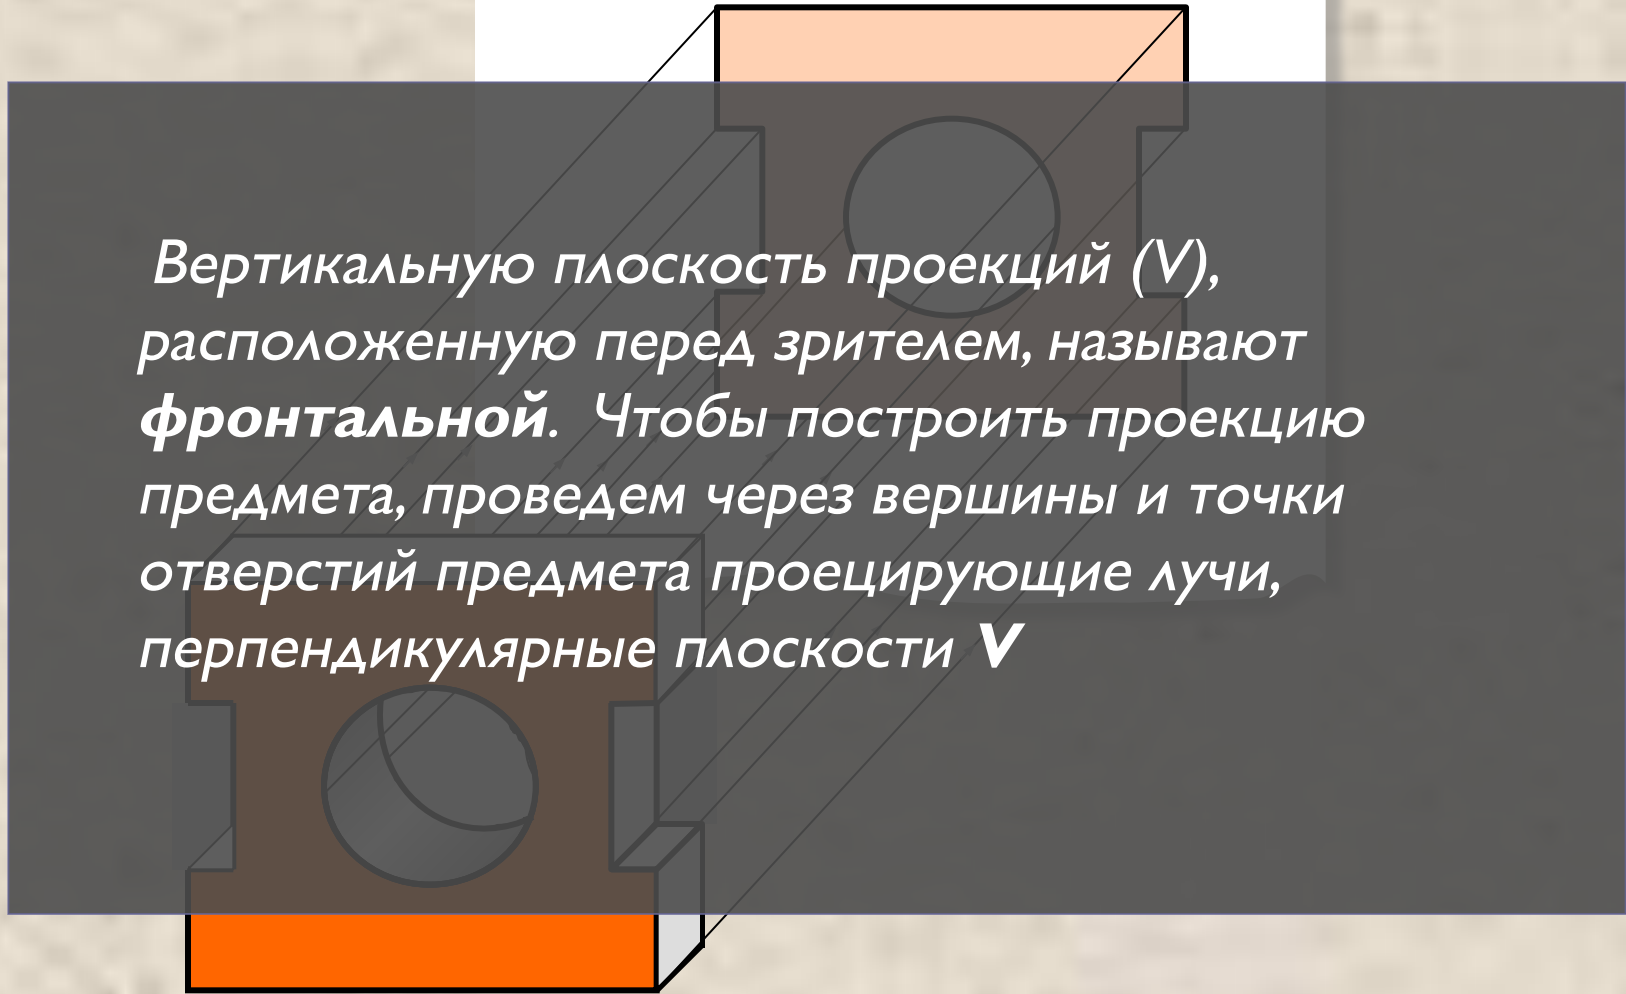 Вертикальную плоскость проекций (V),
расположенную перед зрителем, называют
фронтальной. Чтобы построить проекцию
предмета, проведем через вершины и точки
отверстий предмета проецирующие лучи,
перпендикулярные плоскости V